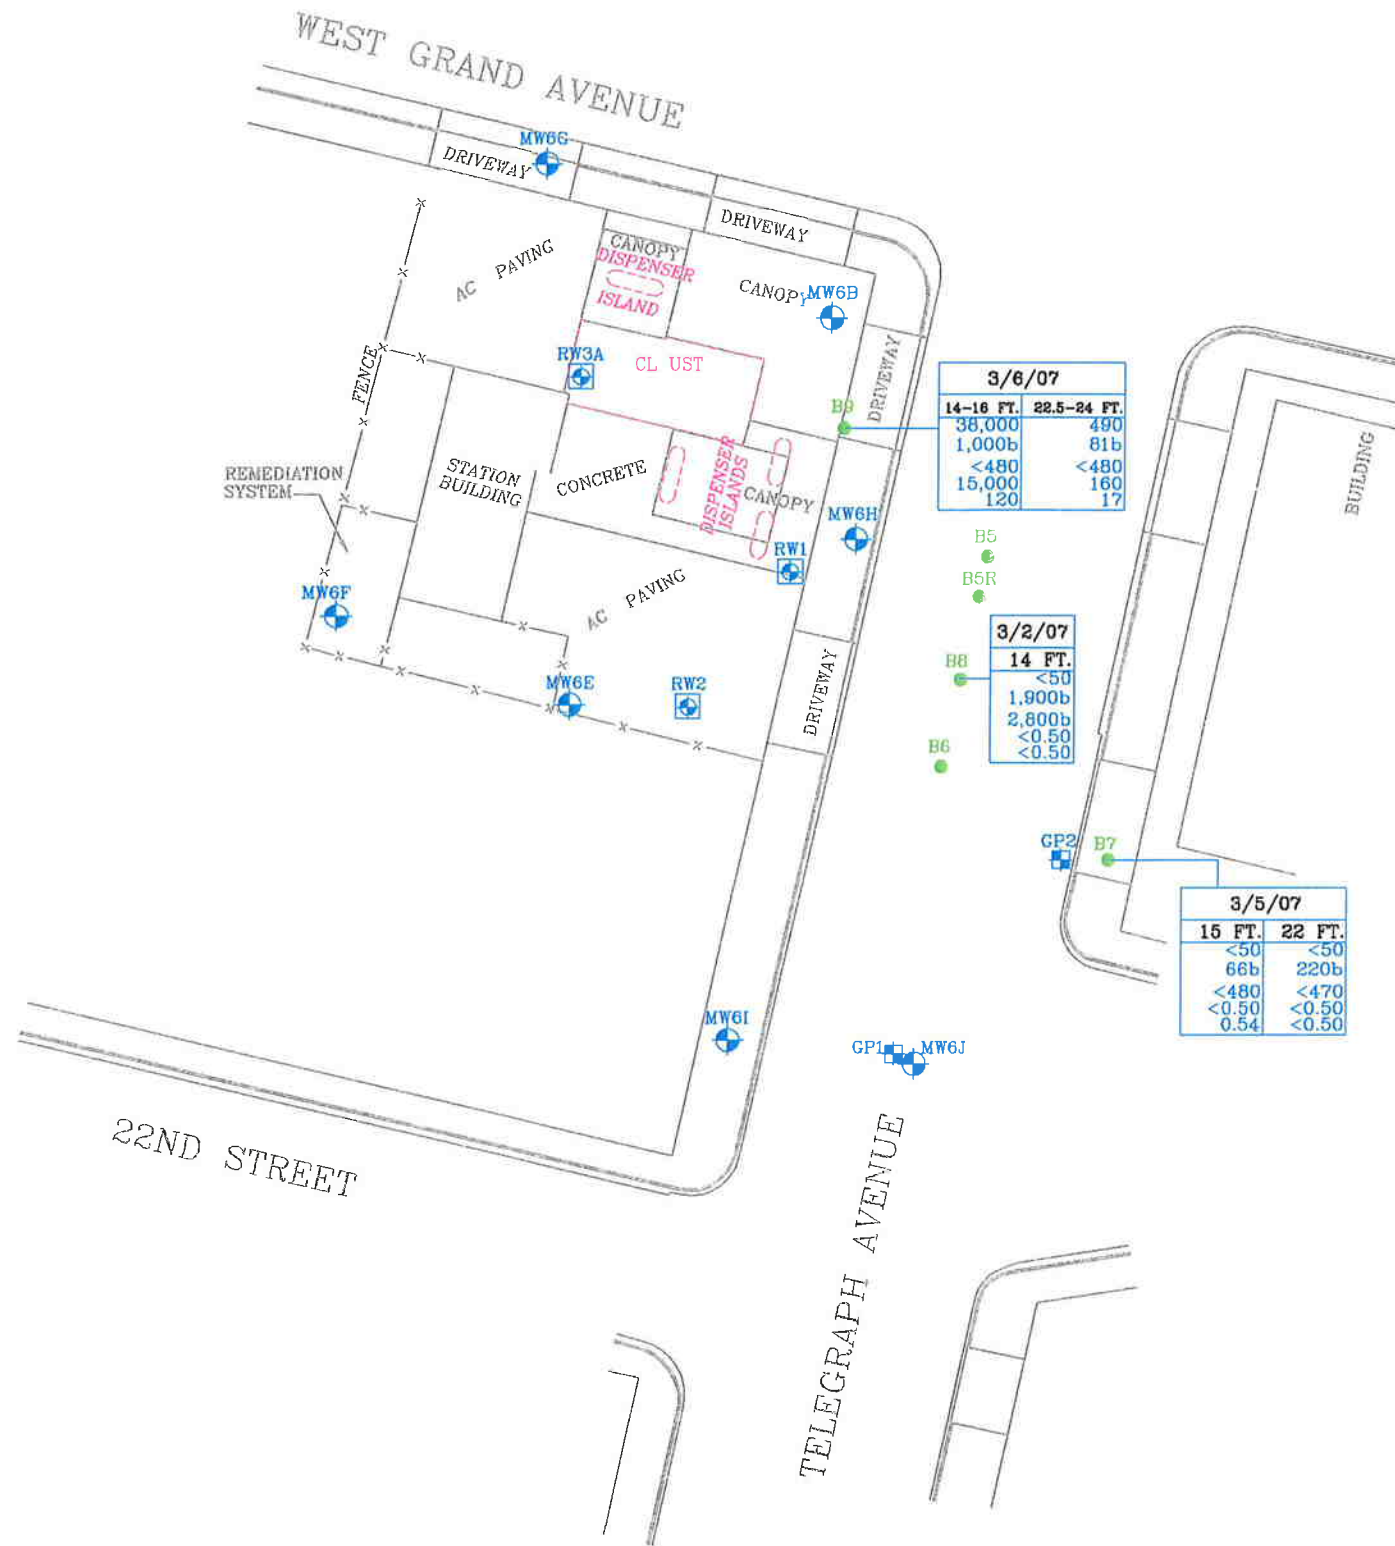 WEST GRAND AVENUE
MW6G
DRIVEWAY
DRIVEWAY
AC PAVING
CANOPY
DISPENSER
ISLAND
CANOPY
MW6B
RW3A
CL UST
FENCE
DRIVEWAY
B9
3/6/07
14-16 FT. 22.5-24 FT.
38,000 490
1,000b 81b
<480 <480
15,000 160
120 17
BUILDING
REMEDIATION
SYSTEM
STATION
BUILDING
CONCRETE
DISPENSER
ISLANDS
CANOPY
MW6H
RW1
B5
B5R
MW6F
AC PAVING
3/2/07
14 FT.
<50
1,900b
2,800b
<0.50
<0.50
B8
MW6E
RW2
DRIVEWAY
B6
GP2
B7
3/5/07
15 FT. 22 FT.
<50 <50
66b 220b
<480 <470
<0.50 <0.50
0.54 <0.50
MW6I
GP1
MW6J
22ND STREET
TELEGRAPH AVENUE